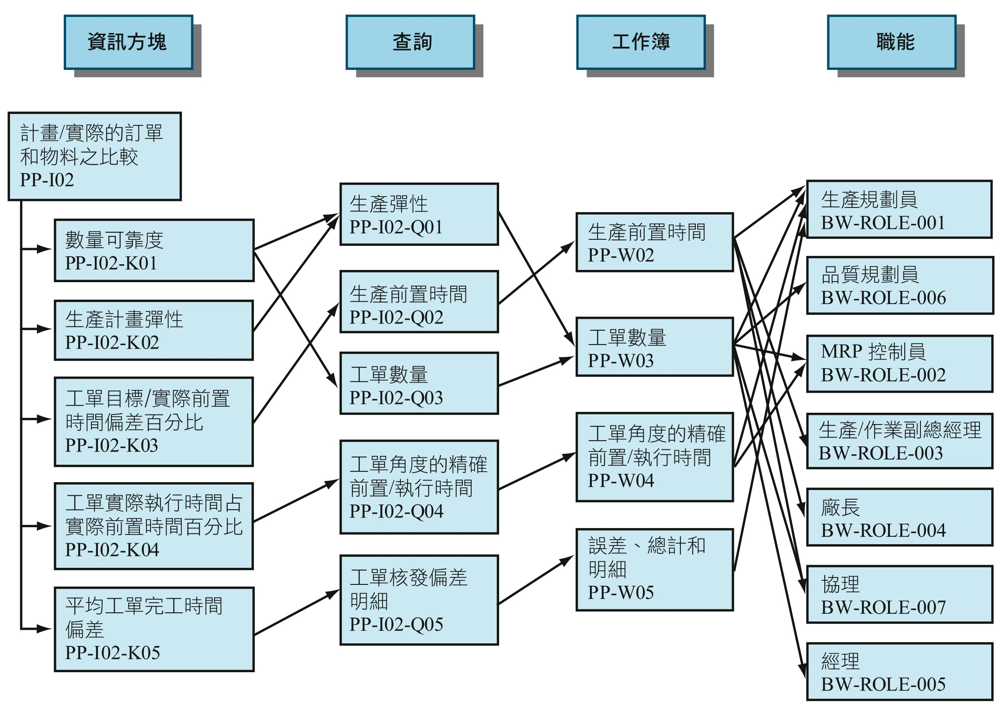 資訊方塊
查詢
工作簿
職能
計畫/實際的訂單
和物料之比較
PP-I02
數量可靠度
PP-I02-K01
生產計畫彈性
PP-I02-K02
工單目標/實際前置
時間偏差百分比
PP-I02-K03
工單實際執行時間占
實際前置時間百分比
PP-I02-K04
平均工單完工時間
偏差
PP-I02-K05
生產彈性
PP-I02-Q01
生產前置時間
PP-I02-Q02
工單數量
PP-I02-Q03
工單角度的精確
前置/執行時間
PP-I02-Q04
工單核發偏差
明細
PP-I02-Q05
生產前置時間
PP-W02
工單數量
PP-W03
工單角度的精確
前置/執行時間
PP-W04
誤差、總計和
明細
PP-W05
生產規劃員
BW-ROLE-001
品質規劃員
BW-ROLE-006
MRP 控制員
BW-ROLE-002
生產/作業副總經理
BW-ROLE-003
廠長
BW-ROLE-004
協理
BW-ROLE-007
經理
BW-ROLE-005